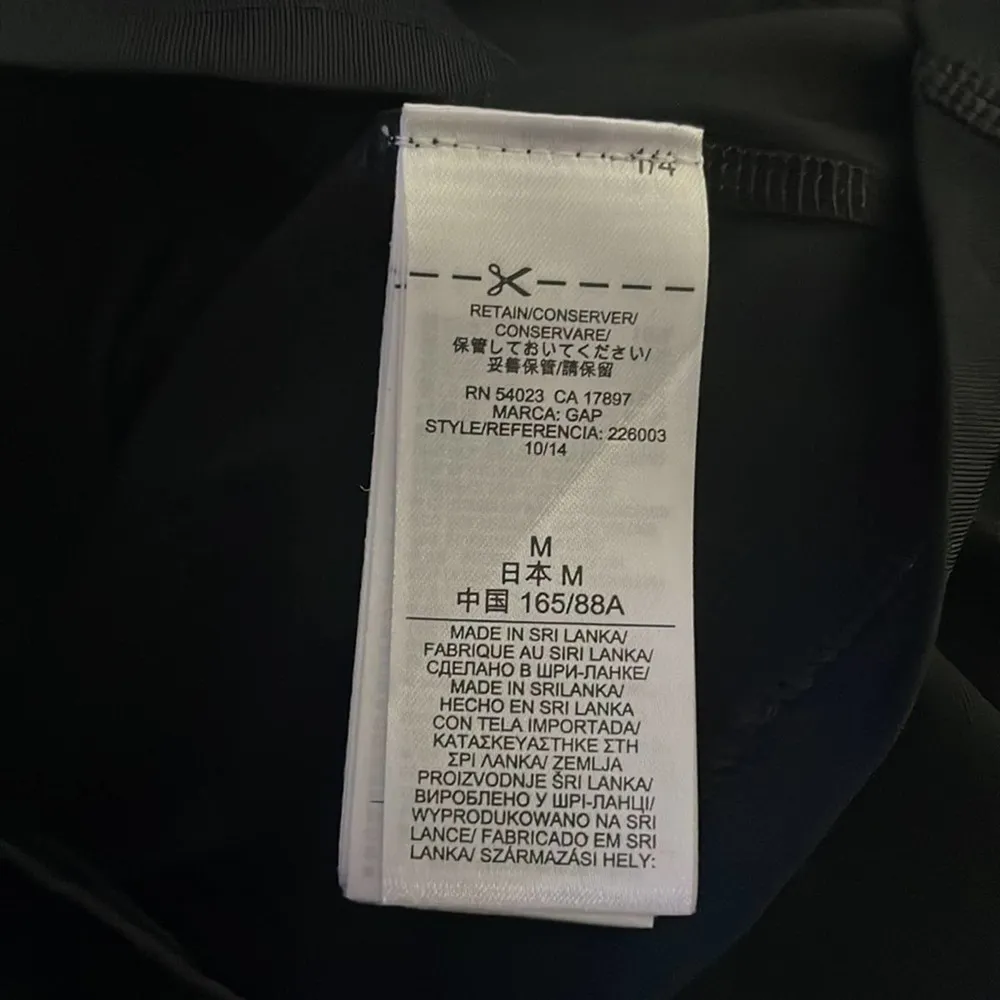 1/4
RETAIN/CONSERVER/
CONSERVARE/
保管しておいてください/
妥善保管/請保留
RN 54023 CA 17897
MARCA: GAP
STYLE/REFERENCIA: 226003
10/14
M
日本 M
中国 165/88A
MADE IN SRI LANKA/
FABRIQUE AU SIRI LANKA/
СДЕЛАНО В ШРИ-ЛАНКЕ/
MADE IN SRILANKA/
HECHO EN SRI LANKA
CON TELA IMPORTADA/
ΚΑΤΑΣΚΕΥΑΣΤΗΚΕ ΣΤΗ
ΣΡΙ ΛΑΝΚΑ/ ZEMLJA
PROIZVODNJE ŠRI LANKA/
ВИРОБЛЕНО У ШРІ-ЛАНЦІ/
WYPRODUKOWANO NA SRI
LANCE/ FABRICADO EM SRI
LANKA/ SZÁRMAZÁSI HELY: